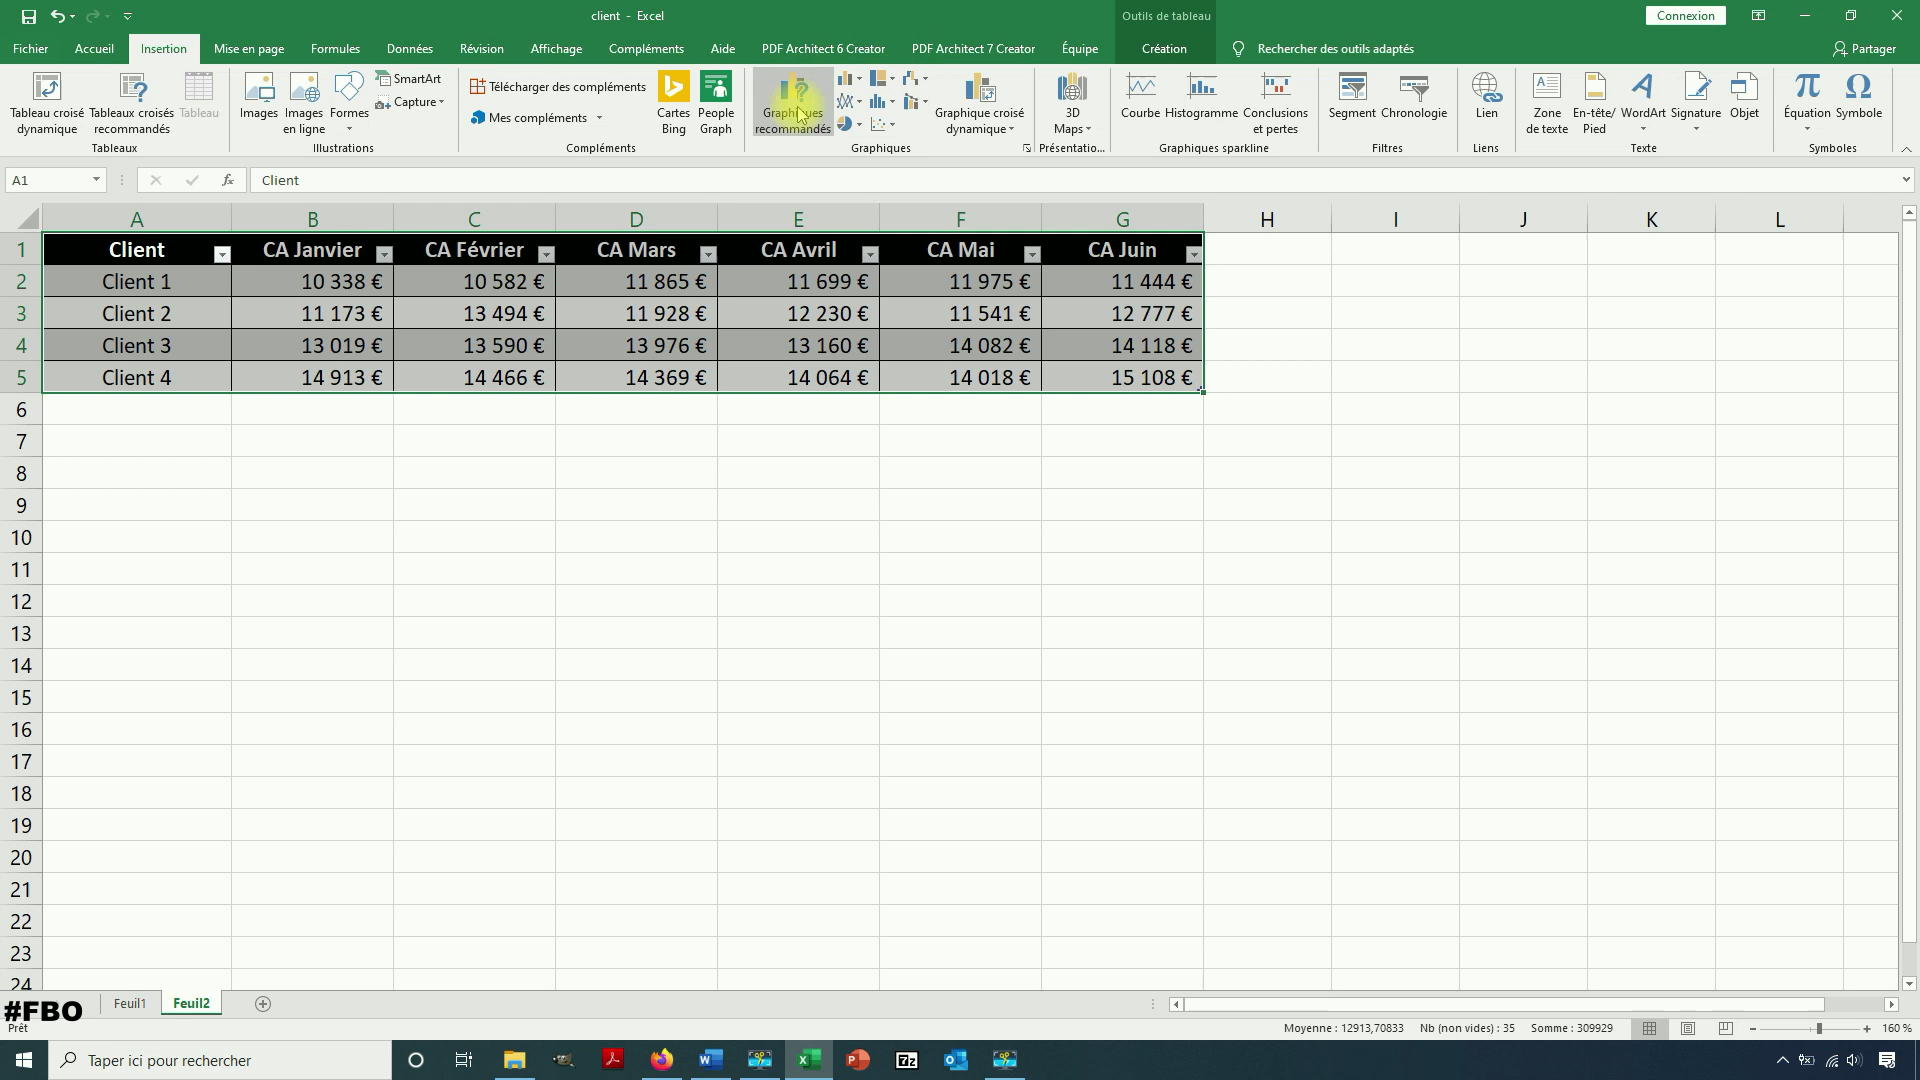 client - Excel
Outils de tableau
Connexion
Fichier Accueil Insertion Mise en page Formules Données Révision Affichage Compléments Aide PDF Architect 6 Creator PDF Architect 7 Creator Équipe Création Rechercher des outils adaptés Partager
Tableau croisé dynamique
Tableaux croisés recommandés
Tableau
Tableaux
Images
Images en ligne
Formes
SmartArt
Capture
Illustrations
Télécharger des compléments
Mes compléments
Cartes Bing
People Graph
Compléments
Graphiques recommandés
Graphique croisé dynamique
Graphiques
3D Maps
Présentatio...
Courbe
Histogramme
Conclusions et pertes
Graphiques sparkline
Segment
Chronologie
Filtres
Lien
Liens
Zone de texte
En-tête/ Pied
WordArt
Signature
Objet
Texte
Équation
Symbole
Symboles
A1
fx
Client
A B C D E F G H I J K L
1 Client CA Janvier CA Février CA Mars CA Avril CA Mai CA Juin
2 Client 1 10 338 € 10 582 € 11 865 € 11 699 € 11 975 € 11 444 €
3 Client 2 11 173 € 13 494 € 11 928 € 12 230 € 11 541 € 12 777 €
4 Client 3 13 019 € 13 590 € 13 976 € 13 160 € 14 082 € 14 118 €
5 Client 4 14 913 € 14 466 € 14 369 € 14 064 € 14 018 € 15 108 €
6
7
8
9
10
11
12
13
14
15
16
17
18
19
20
21
22
23
24
#FBO
Feuil1 Feuil2
Prêt
Moyenne : 12913,70833 Nb (non vides) : 35 Somme : 309929
160 %
Taper ici pour rechercher
7z